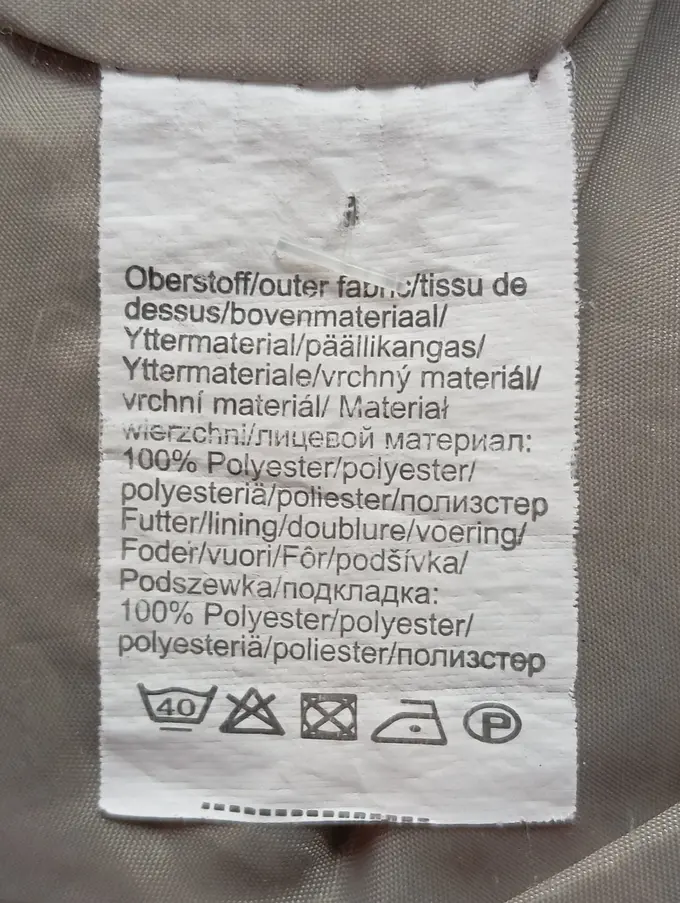 Oberstoff/outer fabric/tissu de
dessus/bovenmateriaal/
Yttermaterial/päällikangas/
Yttermateriale/vrchný materiál/
vrchní materiál/ Materiał
wierzchni/лицевой материал:
100% Polyester/polyester/
polyesteriä/poliester/полиэстер
Futter/lining/doublure/voering/
Foder/vuori/Fôr/podšívka/
Podszewka/подкладка:
100% Polyester/polyester/
polyesteriä/poliester/полиэстер
40 P